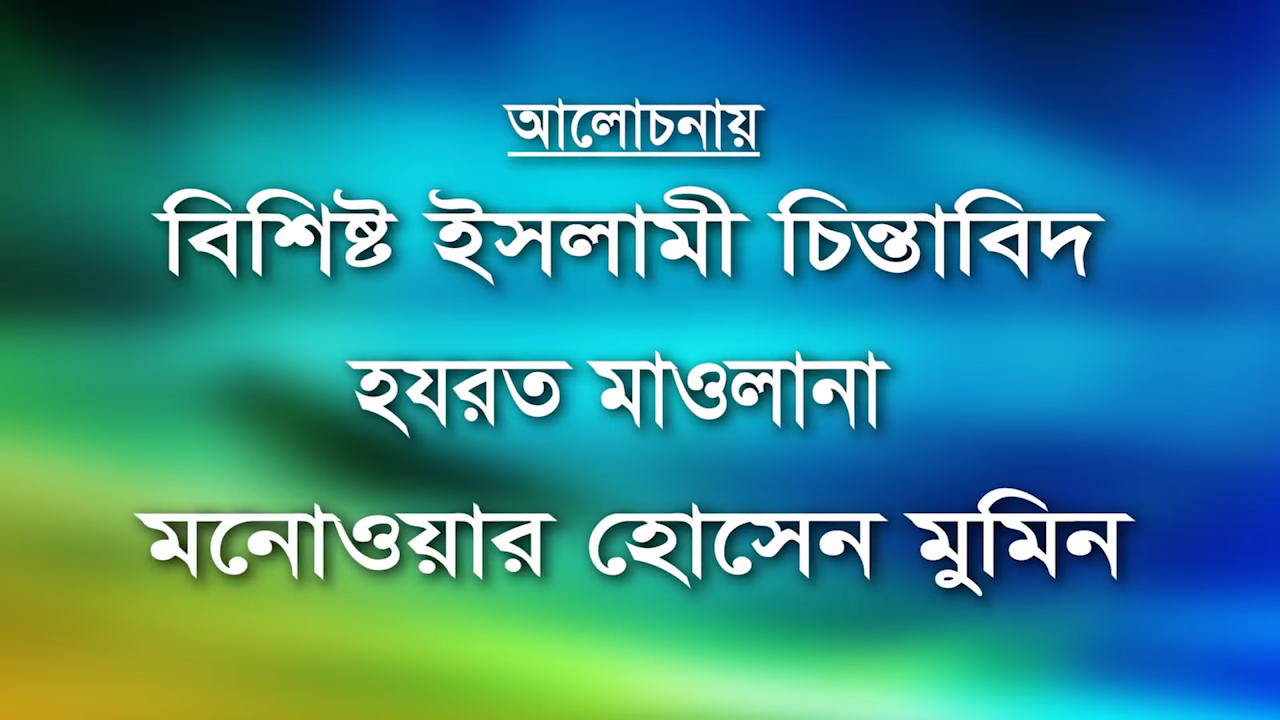 আলোচনায়
বিশিষ্ট ইসলামী চিন্তাবিদ
হযরত মাওলানা
মনোওয়ার হোসেন মুমিন